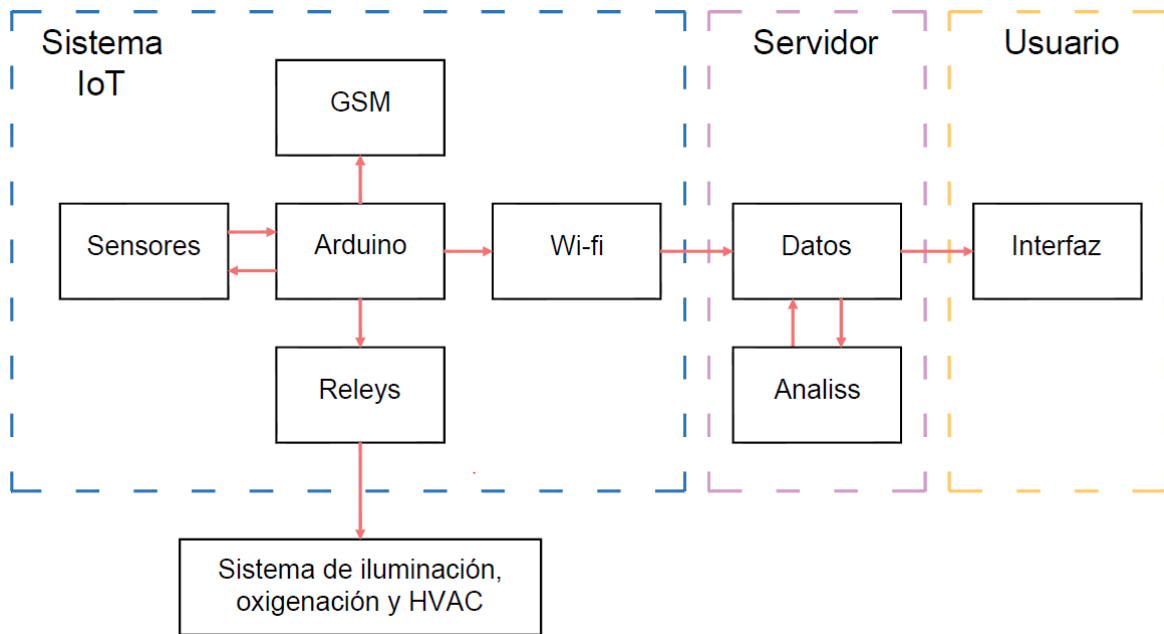 Sistema
IoT
Servidor
Usuario
GSM
Sensores
Arduino
Wi-fi
Datos
Interfaz
Releys
Analiss
Sistema de iluminación,
oxigenación y HVAC